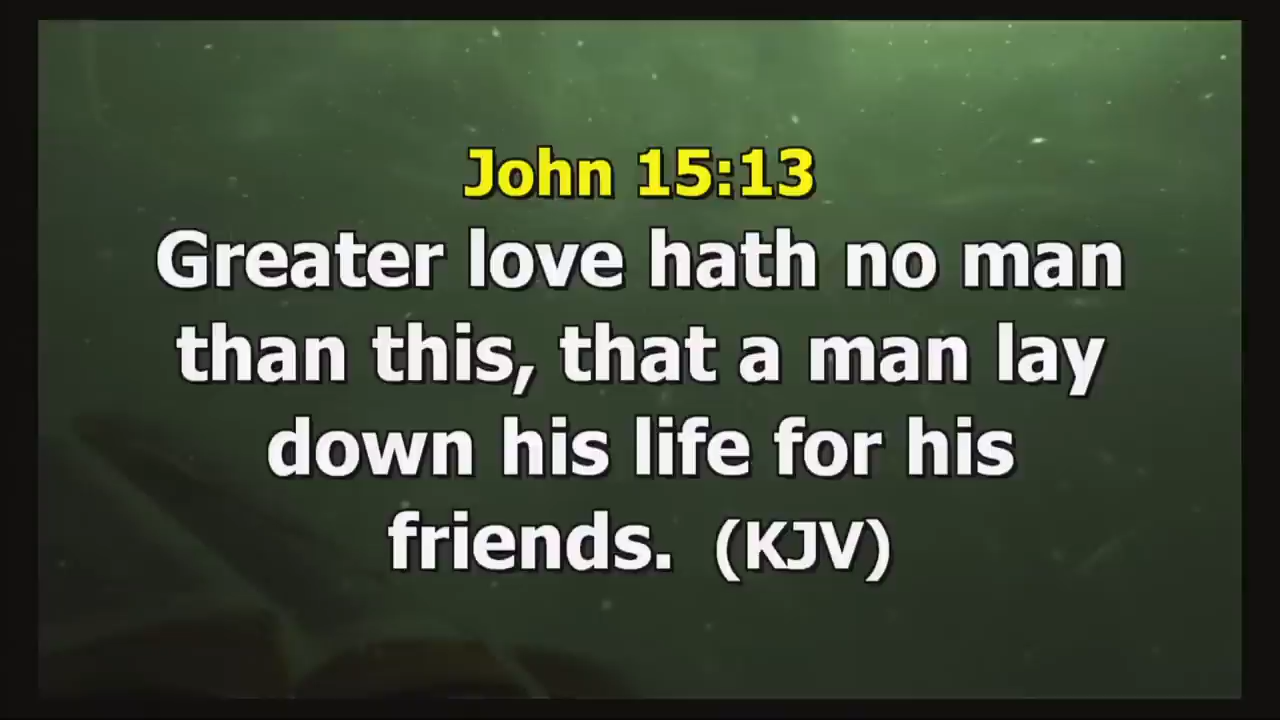 John 15:13
Greater love hath no man
than this, that a man lay
down his life for his
friends. (KJV)